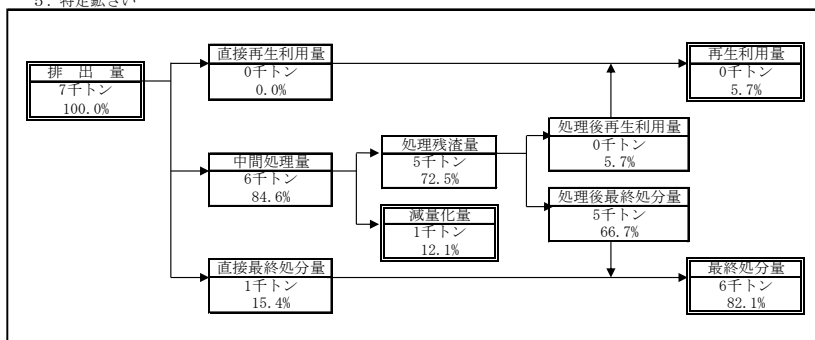 5．特定鉱さい
排　出　量
7千トン
100.0%
直接再生利用量
0千トン
0.0%
再生利用量
0千トン
5.7%
中間処理量
6千トン
84.6%
処理残渣量
5千トン
72.5%
処理後再生利用量
0千トン
5.7%
減量化量
1千トン
12.1%
処理後最終処分量
5千トン
66.7%
直接最終処分量
1千トン
15.4%
最終処分量
6千トン
82.1%